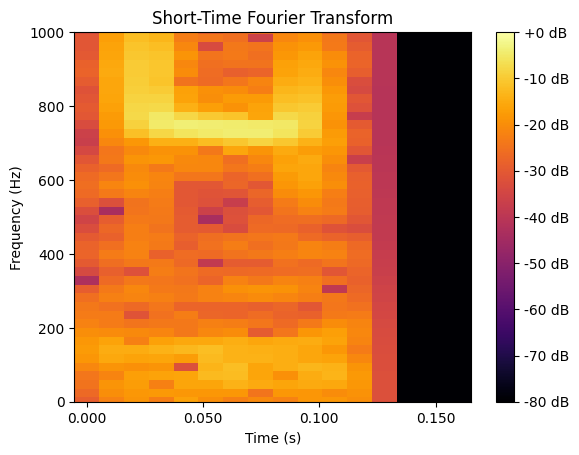 Short-Time Fourier Transform
1000
800
600
400
200
0
Frequency (Hz)
0.000
0.050
0.100
0.150
Time (s)
+0 dB
-10 dB
-20 dB
-30 dB
-40 dB
-50 dB
-60 dB
-70 dB
-80 dB